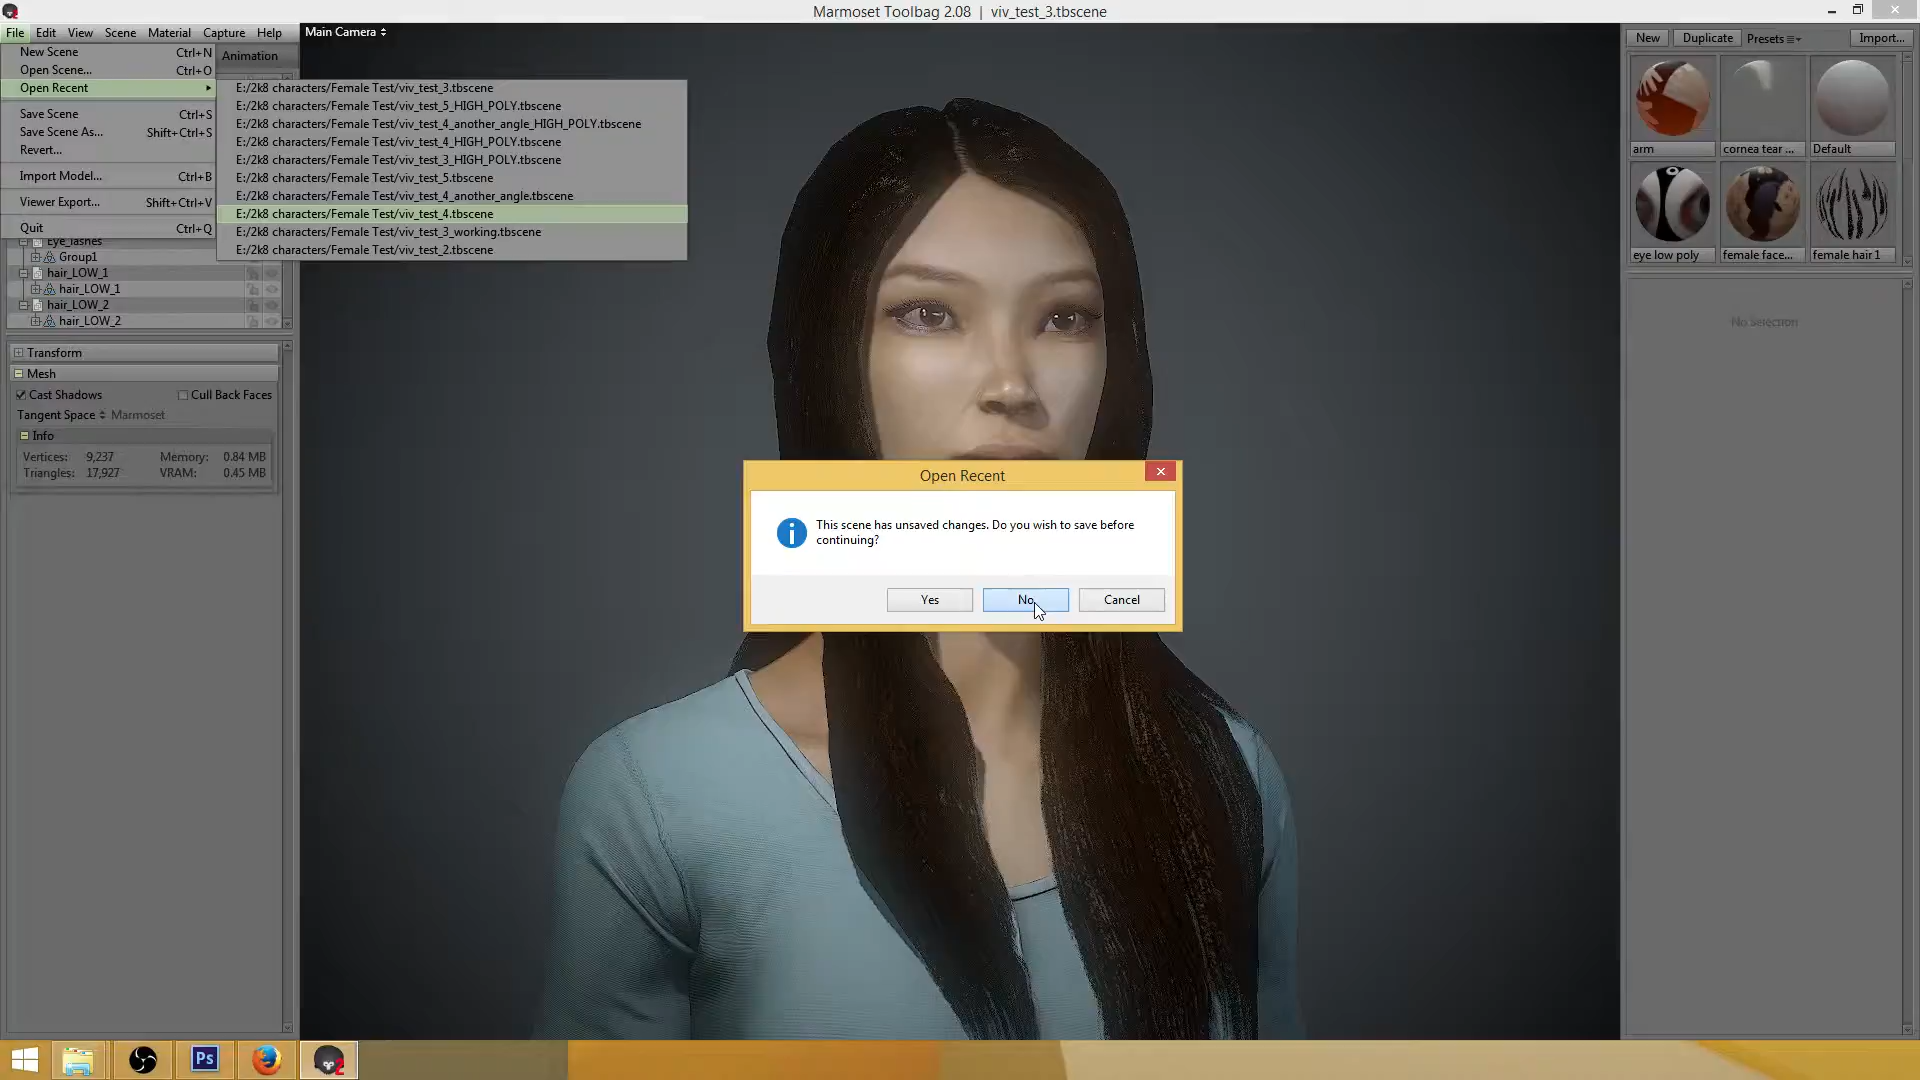 Marmoset Toolbag 2.08 | viv_test_3.tbscene
File Edit View Scene Material Capture Help
Main Camera
New Scene Ctrl+N
Open Scene... Ctrl+O
Open Recent
Save Scene Ctrl+S
Save Scene As... Shift+Ctrl+S
Revert...
Import Model... Ctrl+B
Viewer Export... Shift+Ctrl+V
Quit Ctrl+Q
Animation
E:/2k8 characters/Female Test/viv_test_3.tbscene
E:/2k8 characters/Female Test/viv_test_5_HIGH_POLY.tbscene
E:/2k8 characters/Female Test/viv_test_4_another_angle_HIGH_POLY.tbscene
E:/2k8 characters/Female Test/viv_test_4_HIGH_POLY.tbscene
E:/2k8 characters/Female Test/viv_test_3_HIGH_POLY.tbscene
E:/2k8 characters/Female Test/viv_test_5.tbscene
E:/2k8 characters/Female Test/viv_test_4_another_angle.tbscene
E:/2k8 characters/Female Test/viv_test_4.tbscene
E:/2k8 characters/Female Test/viv_test_3_working.tbscene
E:/2k8 characters/Female Test/viv_test_2.tbscene
Eye_lashes
Group1
hair_LOW_1
hair_LOW_1
hair_LOW_2
hair_LOW_2
Transform
Mesh
Cast Shadows Cull Back Faces
Tangent Space Marmoset
Info
Vertices: 9,237 Memory: 0.84 MB
Triangles: 17,927 VRAM: 0.45 MB
Open Recent
This scene has unsaved changes. Do you wish to save before
continuing?
Yes No Cancel
New Duplicate Presets Import...
arm cornea tear ... Default
eye low poly female face... female hair 1
No Selection
Ps
2